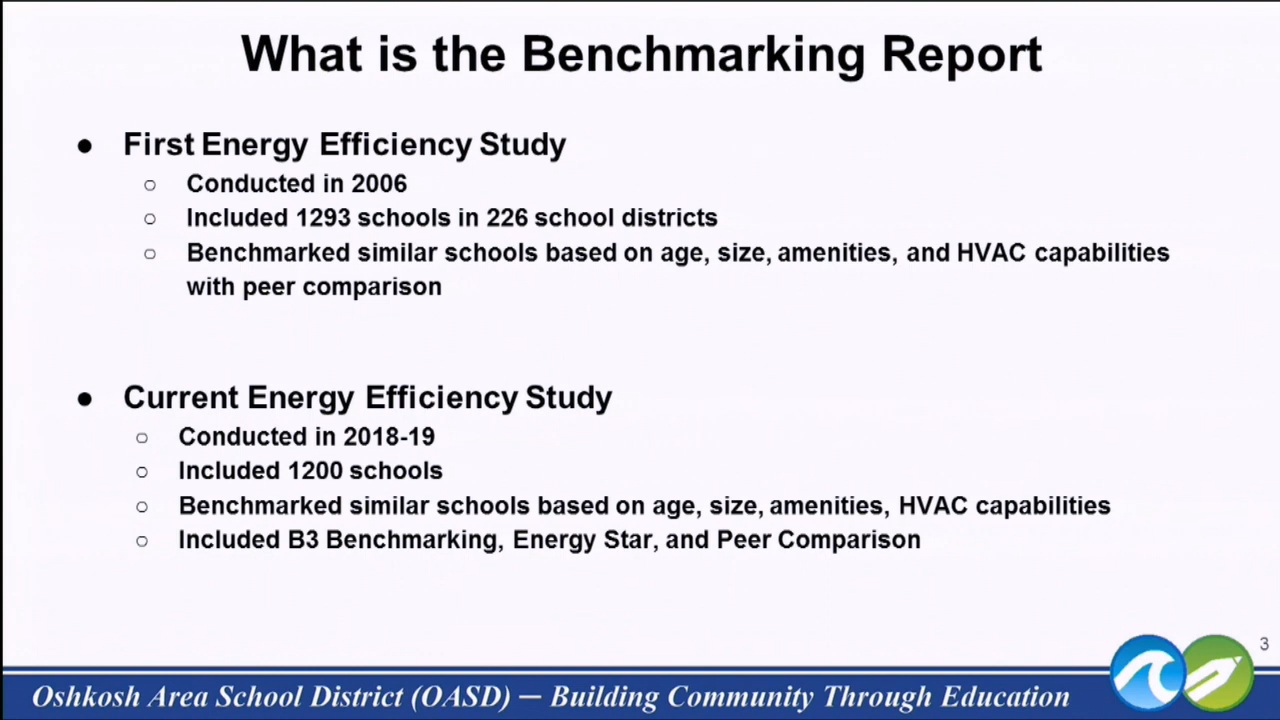 What is the Benchmarking Report
● First Energy Efficiency Study
○ Conducted in 2006
○ Included 1293 schools in 226 school districts
○ Benchmarked similar schools based on age, size, amenities, and HVAC capabilities
with peer comparison
● Current Energy Efficiency Study
○ Conducted in 2018-19
○ Included 1200 schools
○ Benchmarked similar schools based on age, size, amenities, HVAC capabilities
○ Included B3 Benchmarking, Energy Star, and Peer Comparison
3
Oshkosh Area School District (OASD) — Building Community Through Education